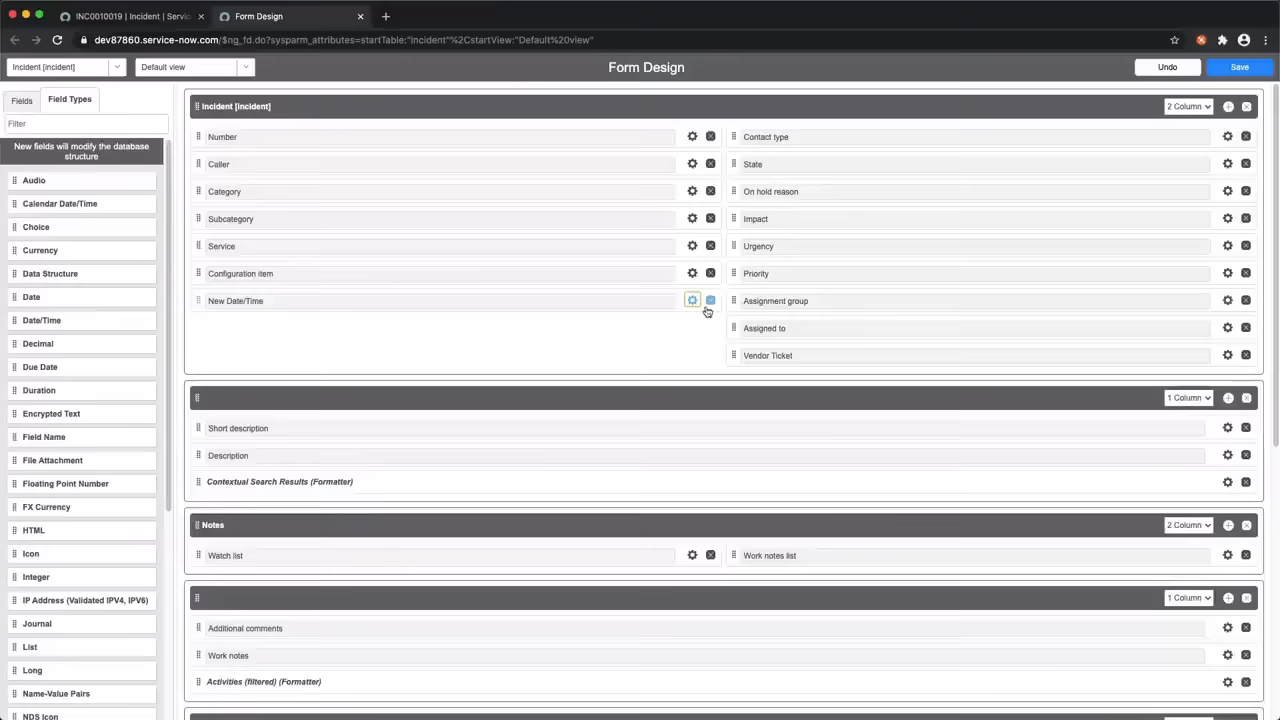 INC0010019 | Incident | Servic
Form Design
dev87860.service-now.com/$ng_fd.do?sysparm_attributes=startTable:"incident"%2CstartView:"Default%20view"
Incident [incident]
Default view
Form Design
Undo
Save
Fields
Field Types
Filter
New fields will modify the database
structure
Audio
Calendar Date/Time
Choice
Currency
Data Structure
Date
Date/Time
Decimal
Due Date
Duration
Encrypted Text
Field Name
File Attachment
Floating Point Number
FX Currency
HTML
Icon
Integer
IP Address (Validated IPV4, IPV6)
Journal
List
Long
Name-Value Pairs
NDS Icon
Incident [incident]
2 Column
Number
Caller
Category
Subcategory
Service
Configuration item
New Date/Time
Contact type
State
On hold reason
Impact
Urgency
Priority
Assignment group
Assigned to
Vendor Ticket
1 Column
Short description
Description
Contextual Search Results (Formatter)
Notes
2 Column
Watch list
Work notes list
1 Column
Additional comments
Work notes
Activities (filtered) (Formatter)